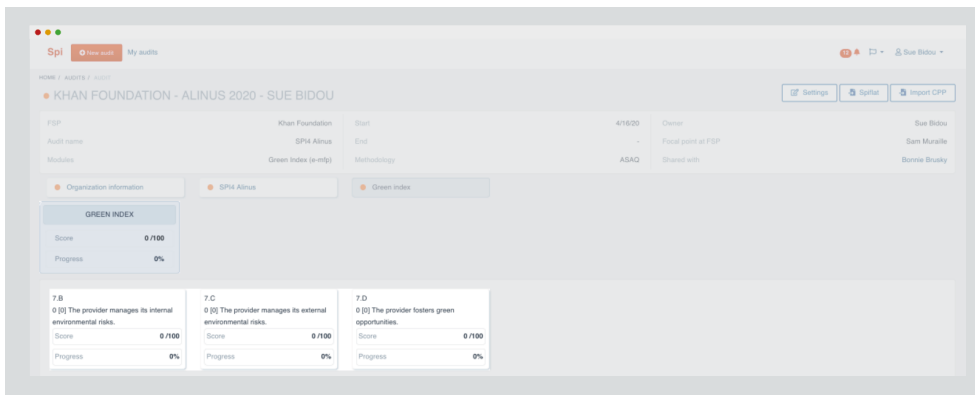 Spi New audit My audits 12 Sue Bidou
HOME / AUDITS / AUDIT
KHAN FOUNDATION - ALINUS 2020 - SUE BIDOU Settings Spiflat Import CPP
FSP Khan Foundation Start 4/16/20 Owner Sue Bidou
Audit name SPI4 Alinus End - Focal point at FSP Sam Muraille
Modules Green Index (e-mfp) Methodology ASAQ Shared with Bonnie Brusky
Organization information SPI4 Alinus Green index
GREEN INDEX
Score 0 /100
Progress 0%
7.B 7.C 7.D
0 [0] The provider manages its internal 0 [0] The provider manages its external 0 [0] The provider fosters green
environmental risks. environmental risks. opportunities.
Score 0 /100 Score 0 /100 Score 0 /100
Progress 0% Progress 0% Progress 0%